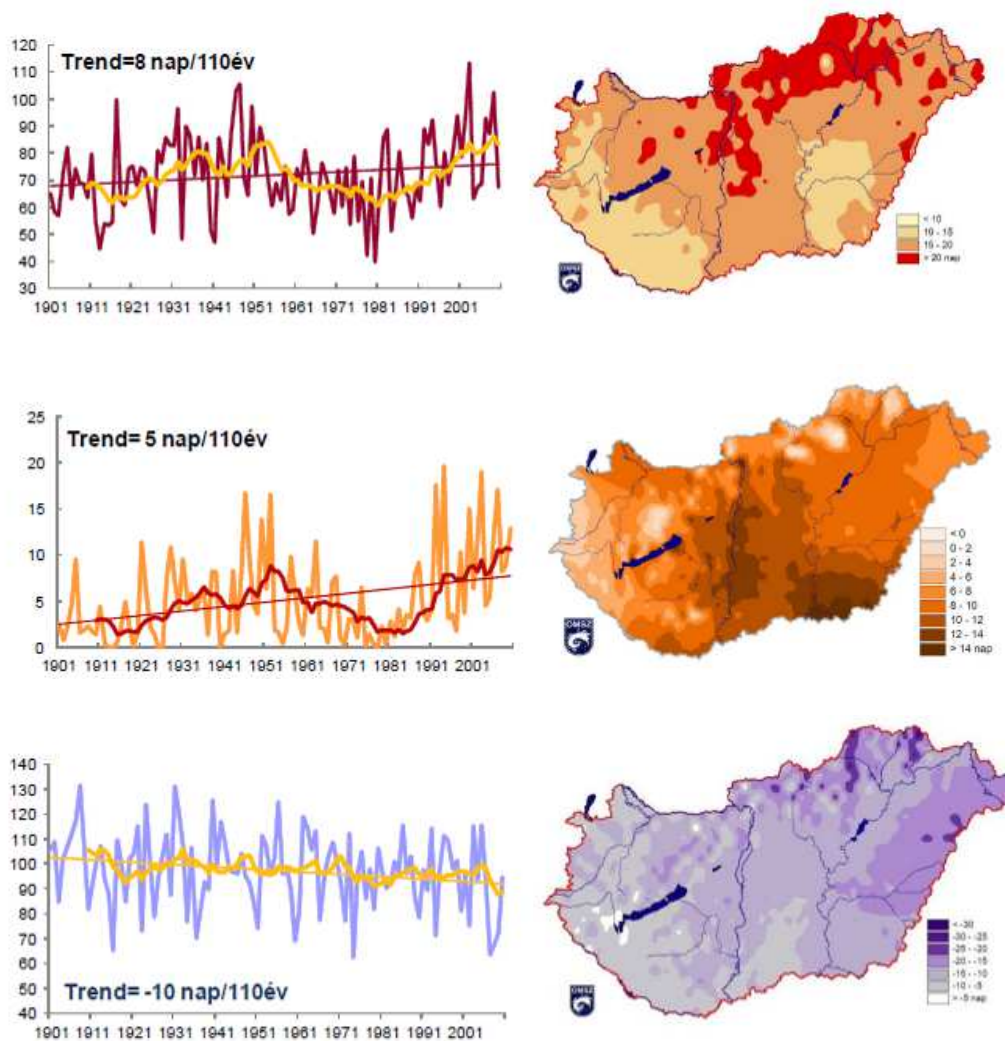 Trend=8 nap/110év
120
110
100
90
80
70
60
50
40
30
1901 1911 1921 1931 1941 1951 1961 1971 1981 1991 2001
< 10
10 - 15
15 - 20
> 20 nap
OMSZ
Trend= 5 nap/110év
25
20
15
10
5
0
1901 1911 1921 1931 1941 1951 1961 1971 1981 1991 2001
< 0
0 - 2
2 - 4
4 - 6
6 - 8
8 - 10
10 - 12
12 - 14
> 14 nap
OMSZ
140
130
120
110
100
90
80
70
60
50
40
Trend= -10 nap/110év
1901 1911 1921 1931 1941 1951 1961 1971 1981 1991 2001
< -30
-30 - -25
-25 - -20
-20 - -15
-15 - -10
-10 - -5
> -5 nap
OMSZ